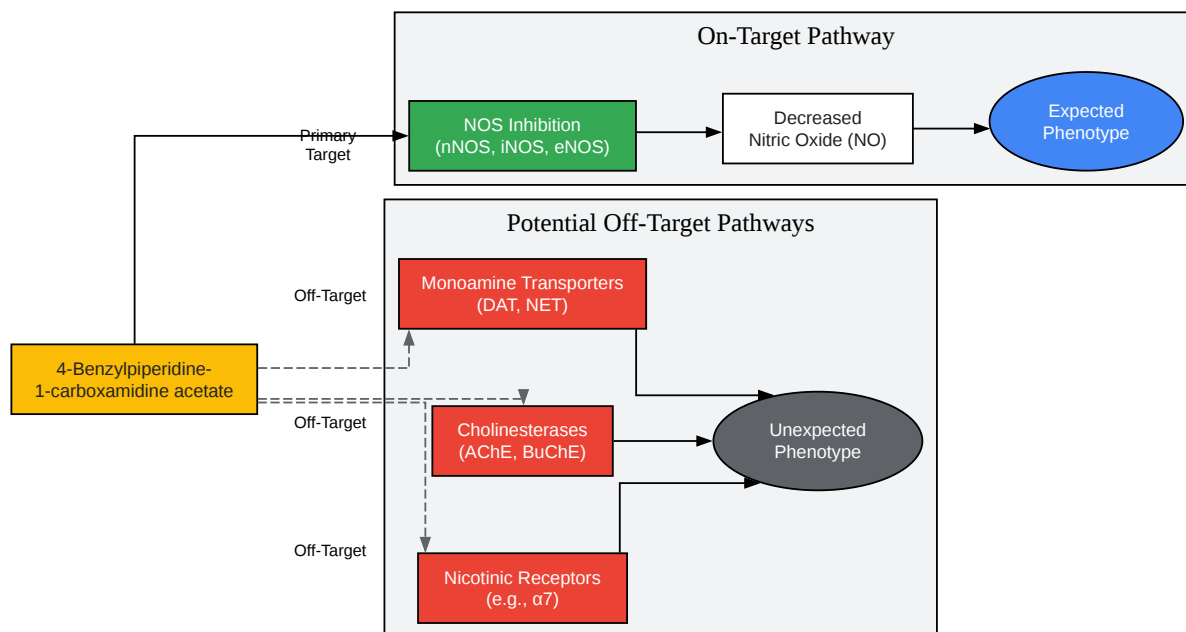 On-Target Pathway
Primary
Target
NOS Inhibition
(nNOS, iNOS, eNOS)
Decreased
Nitric Oxide (NO)
Expected
Phenotype
Potential Off-Target Pathways
Off-Target
Monoamine Transporters
(DAT, NET)
4-Benzylpiperidine-
1-carboxamidine acetate
Off-Target
Cholinesterases
(AChE, BuChE)
Unexpected
Phenotype
Off-Target
Nicotinic Receptors
(e.g., α7)